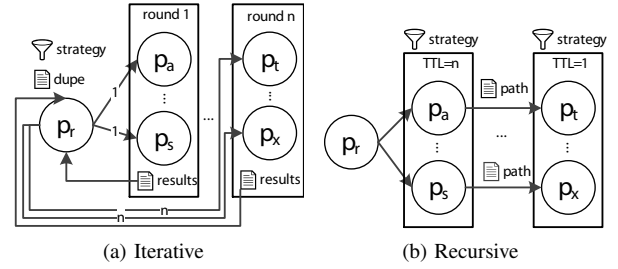 round 1
round n
strategy
dupe
pa
pt
1
...
pr
...
...
1
ps
px
results
results
n
n
(a) Iterative
strategy
strategy
TTL=n
TTL=1
path
pa
pt
pr
...
...
...
path
ps
px
(b) Recursive